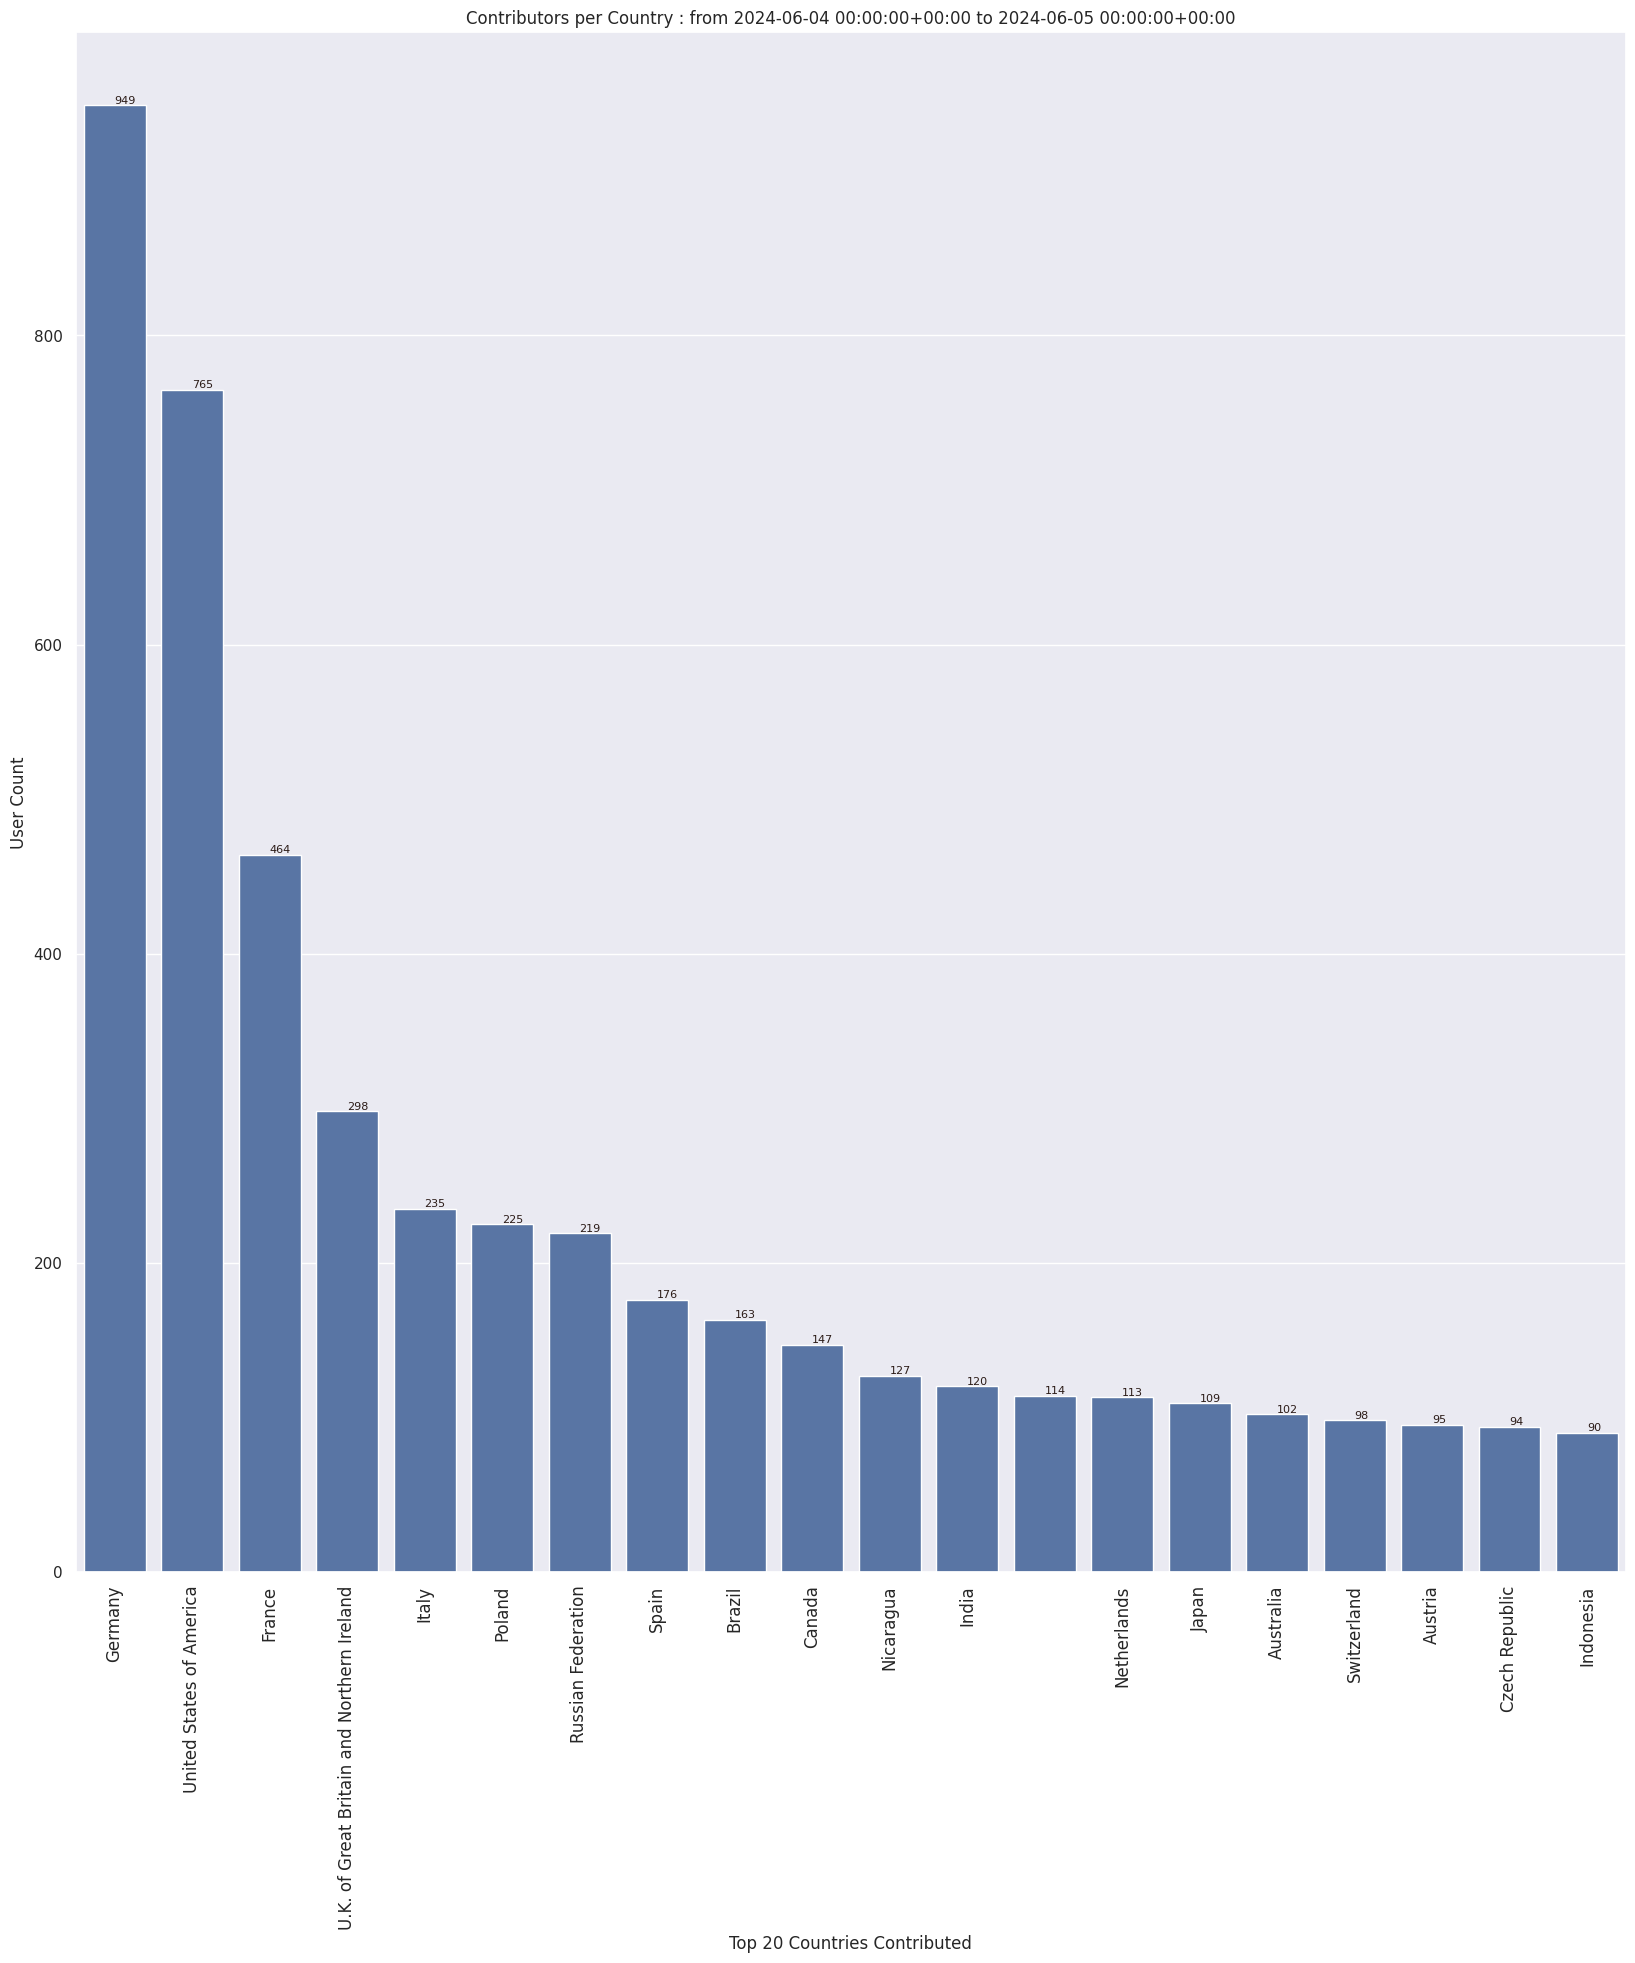 Contributors per Country : from 2024-06-04 00:00:00+00:00 to 2024-06-05 00:00:00+00:00
User Count
800
600
400
200
0
949
765
464
298
235
225
219
176
163
147
127
120
114
113
109
102
98
95
94
90
Germany
United States of America
France
U.K. of Great Britain and Northern Ireland
Italy
Poland
Russian Federation
Spain
Brazil
Canada
Nicaragua
India
Netherlands
Japan
Australia
Switzerland
Austria
Czech Republic
Indonesia
Top 20 Countries Contributed